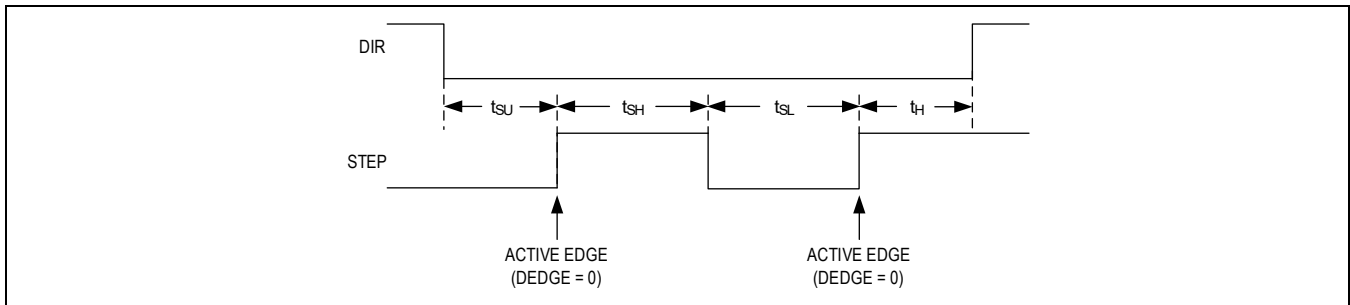 DIR
tSU
tSH
tSL
tH
STEP
ACTIVE EDGE
(DEDGE = 0)
ACTIVE EDGE
(DEDGE = 0)